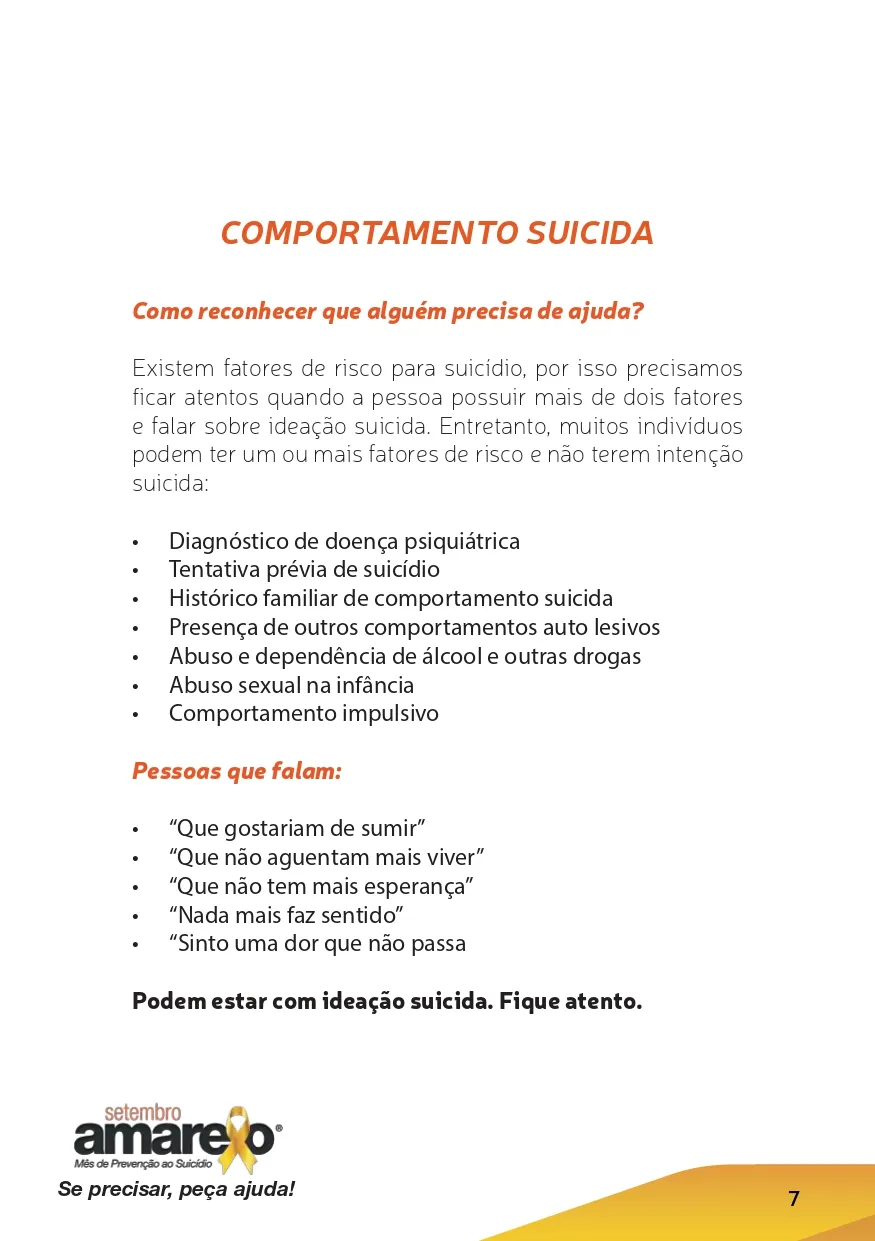 COMPORTAMENTO SUICIDA
Como reconhecer que alguém precisa de ajuda?
Existem fatores de risco para suicídio, por isso precisamos
ficar atentos quando a pessoa possuir mais de dois fatores
e falar sobre ideação suicida. Entretanto, muitos indivíduos
podem ter um ou mais fatores de risco e não terem intenção
suicida:
• Diagnóstico de doença psiquiátrica
• Tentativa prévia de suicídio
• Histórico familiar de comportamento suicida
• Presença de outros comportamentos auto lesivos
• Abuso e dependência de álcool e outras drogas
• Abuso sexual na infância
• Comportamento impulsivo
Pessoas que falam:
• “Que gostariam de sumir”
• “Que não aguentam mais viver”
• “Que não tem mais esperança”
• “Nada mais faz sentido”
• “Sinto uma dor que não passa
Podem estar com ideação suicida. Fique atento.
setembro
amarelo®
Mês de Prevenção ao Suicídio
Se precisar, peça ajuda!
7